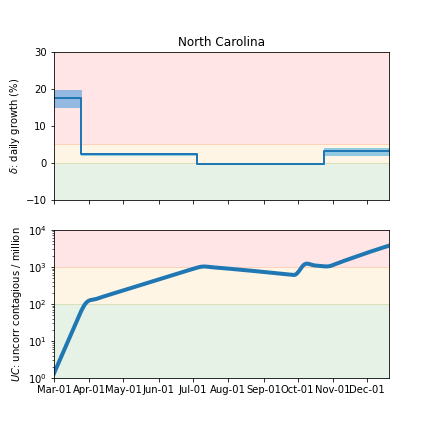 North Carolina
δ: daily growth (%)
30
20
10
0
−10
UC: uncorr contagious / million
10⁴
10³
10²
10¹
10⁰
Mar-01 Apr-01 May-01 Jun-01 Jul-01 Aug-01 Sep-01 Oct-01 Nov-01 Dec-01